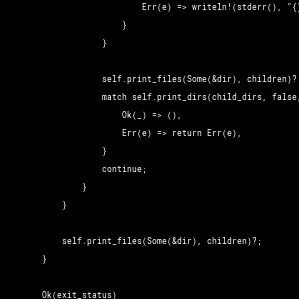 Err(e) => writeln!(stderr(), "{}
}
}
self.print_files(Some(&dir), children)?
match self.print_dirs(child_dirs, false,
Ok(_) => (),
Err(e) => return Err(e),
}
continue;
}
}
self.print_files(Some(&dir), children)?;
}
Ok(exit_status)